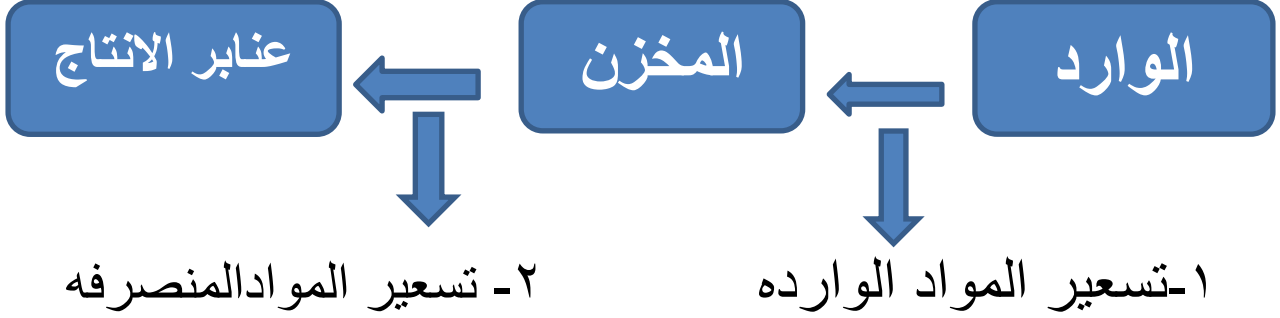 الوارد
المخزن
عنابر الانتاج
١-تسعير المواد الوارده
٢- تسعير الموادالمنصرفه